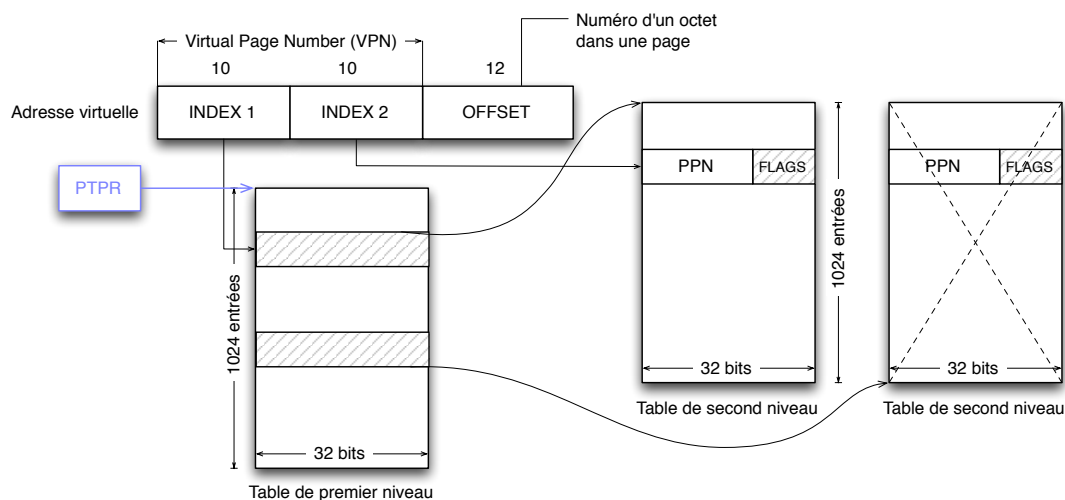 Numéro d'un octet
dans une page
Virtual Page Number (VPN)
10
10
12
Adresse virtuelle
INDEX 1
INDEX 2
OFFSET
PTPR
1024 entrées
32 bits
Table de premier niveau
PPN
FLAGS
1024 entrées
32 bits
Table de second niveau
PPN
FLAGS
32 bits
Table de second niveau